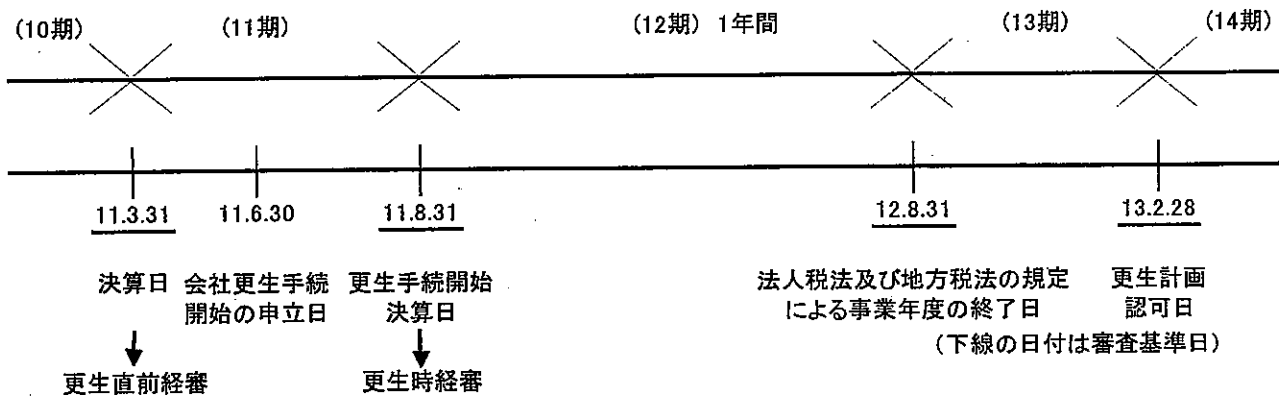 (10期) (11期) (12期) 1年間 (13期) (14期)
11.3.31 11.6.30 11.8.31 12.8.31 13.2.28
決算日 会社更生手続 更生手続開始 法人税法及び地方税法の規定 更生計画
開始の申立日 決算日 による事業年度の終了日 認可日
(下線の日付は審査基準日)
更生直前経審 更生時経審